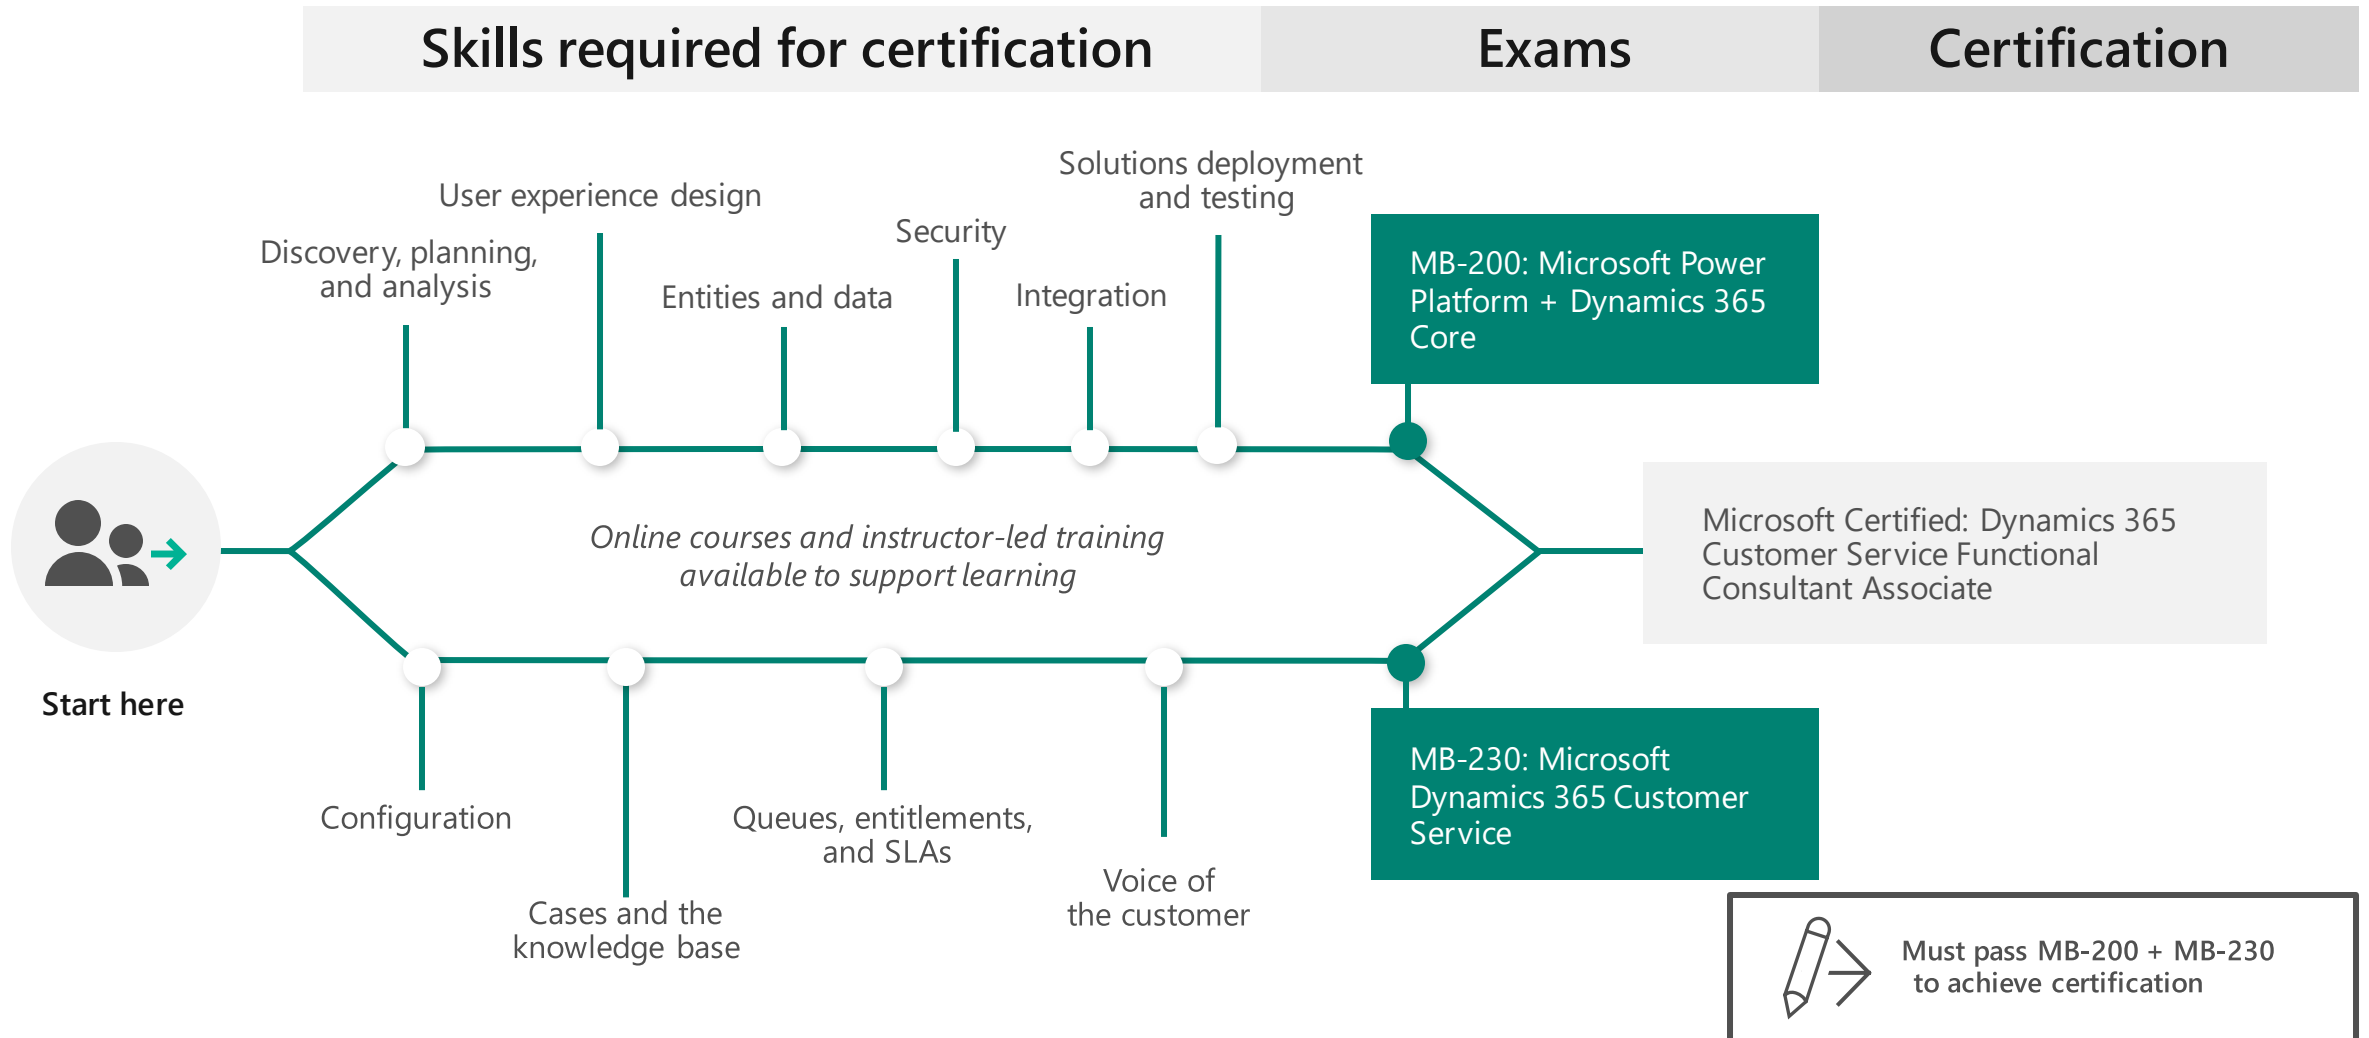 Skills required for certification
Exams
Certification
Solutions deployment
and testing
User experience design
Security
Discovery, planning,
and analysis
Entities and data
Integration
MB-200: Microsoft Power
Platform + Dynamics 365
Core
Online courses and instructor-led training
available to support learning
Microsoft Certified: Dynamics 365
Customer Service Functional
Consultant Associate
Start here
Configuration
Queues, entitlements,
and SLAs
Cases and the
knowledge base
Voice of
the customer
MB-230: Microsoft
Dynamics 365 Customer
Service
Must pass MB-200 + MB-230
to achieve certification